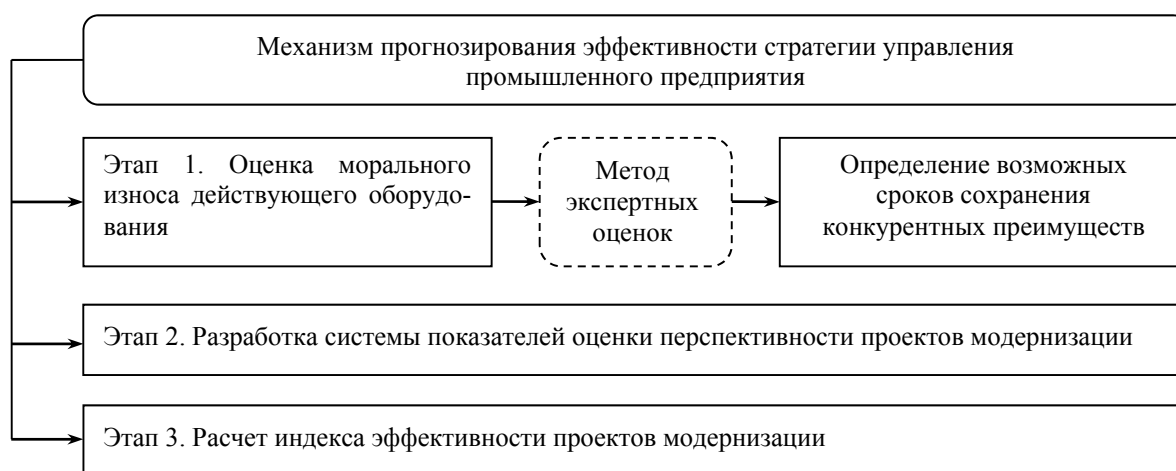 Механизм прогнозирования эффективности стратегии управления
промышленного предприятия
Этап 1. Оценка морального
износа действующего оборудо-
вания
Метод
экспертных
оценок
Определение возможных
сроков сохранения
конкурентных преимуществ
Этап 2. Разработка системы показателей оценки перспективности проектов модернизации
Этап 3. Расчет индекса эффективности проектов модернизации